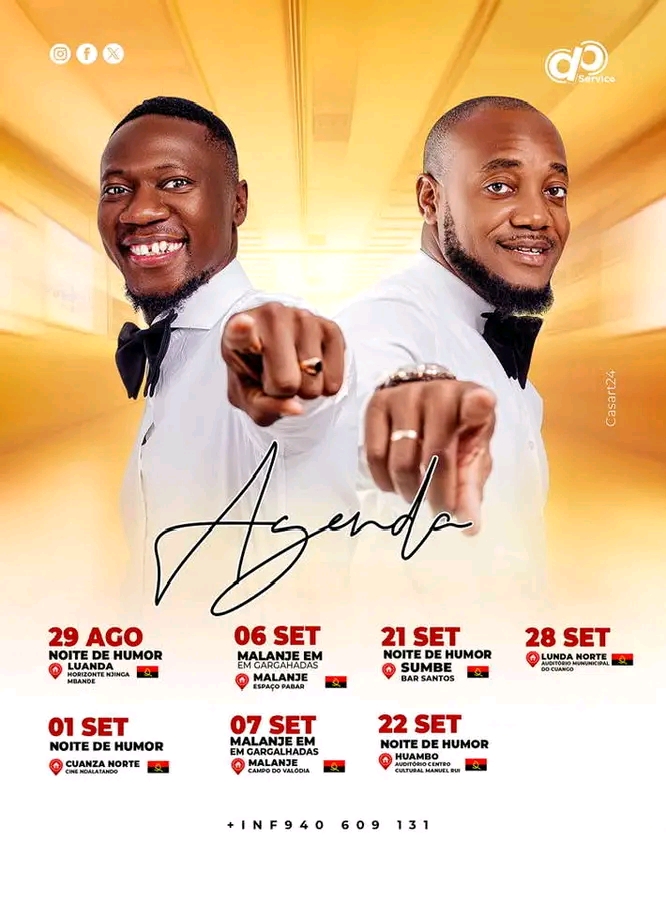 dp
Service
Casart24
Agenda
29 AGO
NOITE DE HUMOR
LUANDA
HORIZONTE NJINGA
MBANDE
06 SET
MALANJE EM
EM GARGAHADAS
MALANJE
ESPAÇO PABAR
21 SET
NOITE DE HUMOR
SUMBE
BAR SANTOS
28 SET
LUNDA NORTE
AUDITÓRIO MUNUMICIPAL
DO CUANGO
01 SET
NOITE DE HUMOR
CUANZA NORTE
CINE NDALATANDO
07 SET
MALANJE EM
EM GARGALHADAS
MALANJE
CAMPO DO VALÓDIA
22 SET
NOITE DE HUMOR
HUAMBO
AUDITÓRIO CENTRO
CULTURAL MANUEL RUI
+INF940 609 131